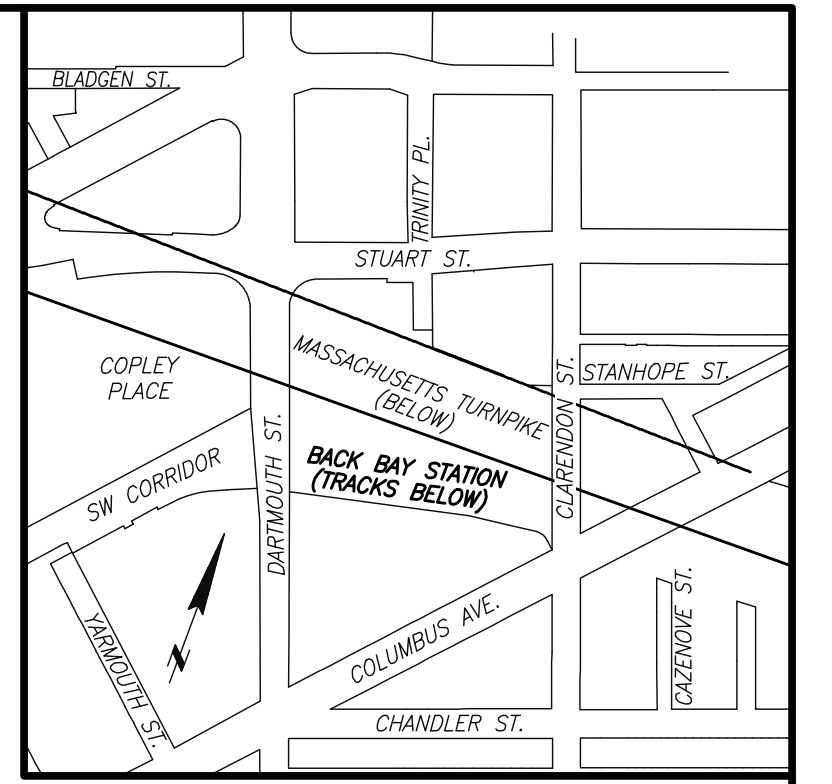 BLADGEN ST.
TRINITY PL.
STUART ST.
COPLEY
PLACE
MASSACHUSETTS TURNPIKE
(BELOW)
STANHOPE ST.
CLARENDON ST.
DARTMOUTH ST.
BACK BAY STATION
(TRACKS BELOW)
SW CORRIDOR
N
YARMOUTH ST.
COLUMBUS AVE.
CAZENOVE ST.
CHANDLER ST.